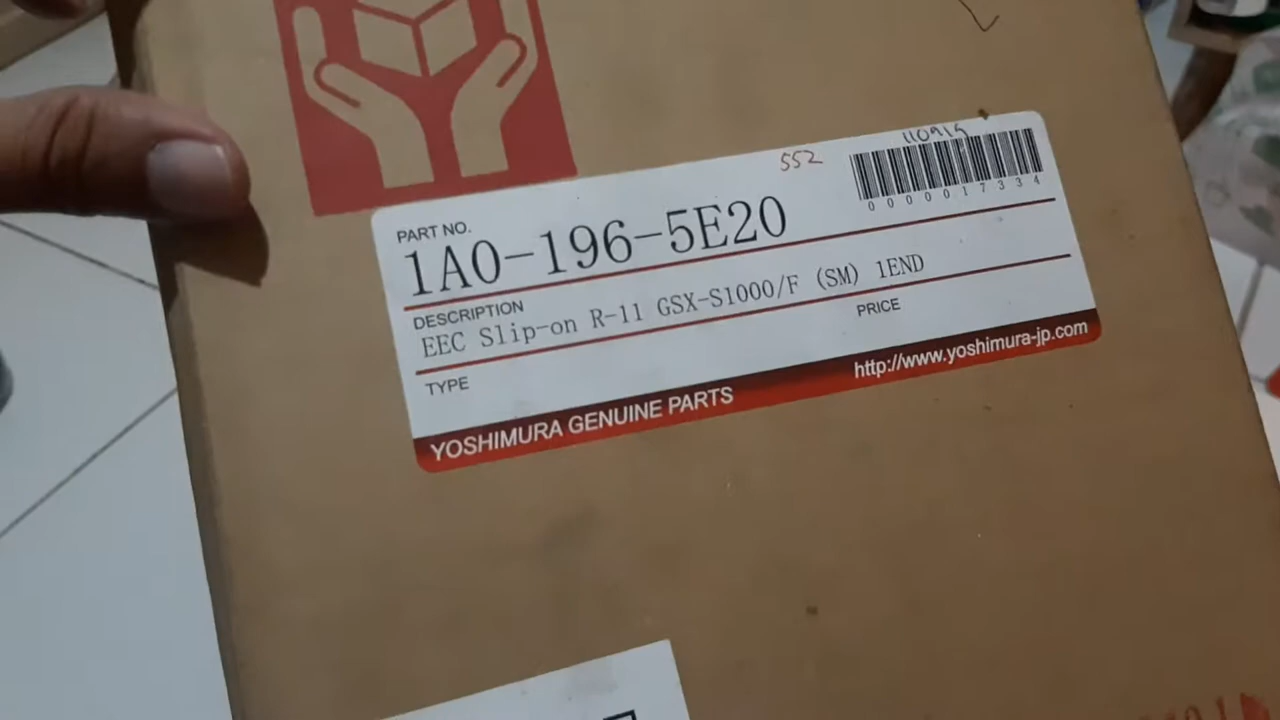 552
110915
0000017334
PART NO.
1A0-196-5E20
DESCRIPTION
EEC Slip-on R-11 GSX-S1000/F (SM) 1END
TYPE
PRICE
YOSHIMURA GENUINE PARTS
http://www.yoshimura-jp.com